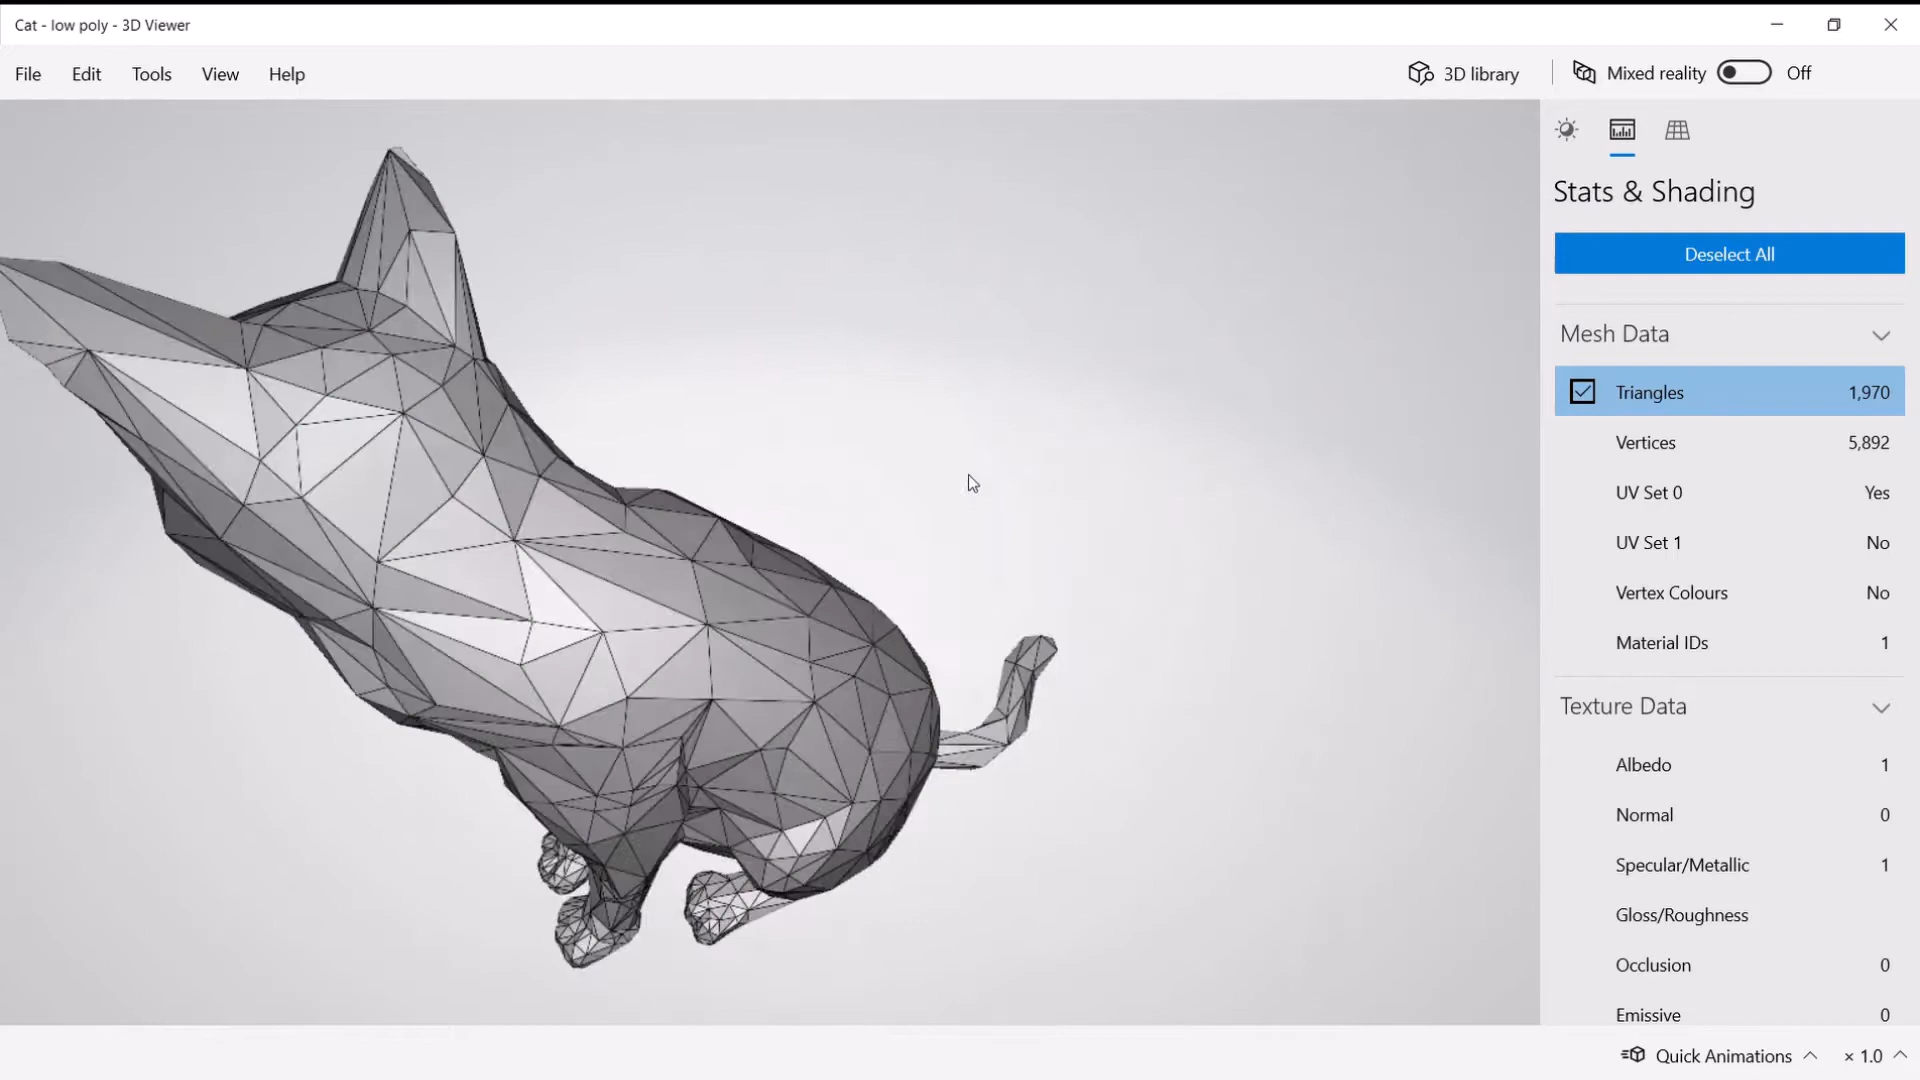 Cat - low poly - 3D Viewer
File Edit Tools View Help
3D library
Mixed reality Off
Stats & Shading
Deselect All
Mesh Data
Triangles 1,970
Vertices 5,892
UV Set 0 Yes
UV Set 1 No
Vertex Colours No
Material IDs 1
Texture Data
Albedo 1
Normal 0
Specular/Metallic 1
Gloss/Roughness
Occlusion 0
Emissive 0
Quick Animations × 1.0